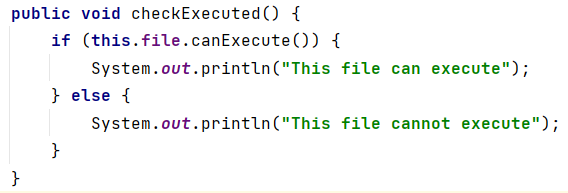 public void checkExecuted() {
    if (this.file.canExecute()) {
        System.out.println("This file can execute");
    } else {
        System.out.println("This file cannot execute");
    }
}